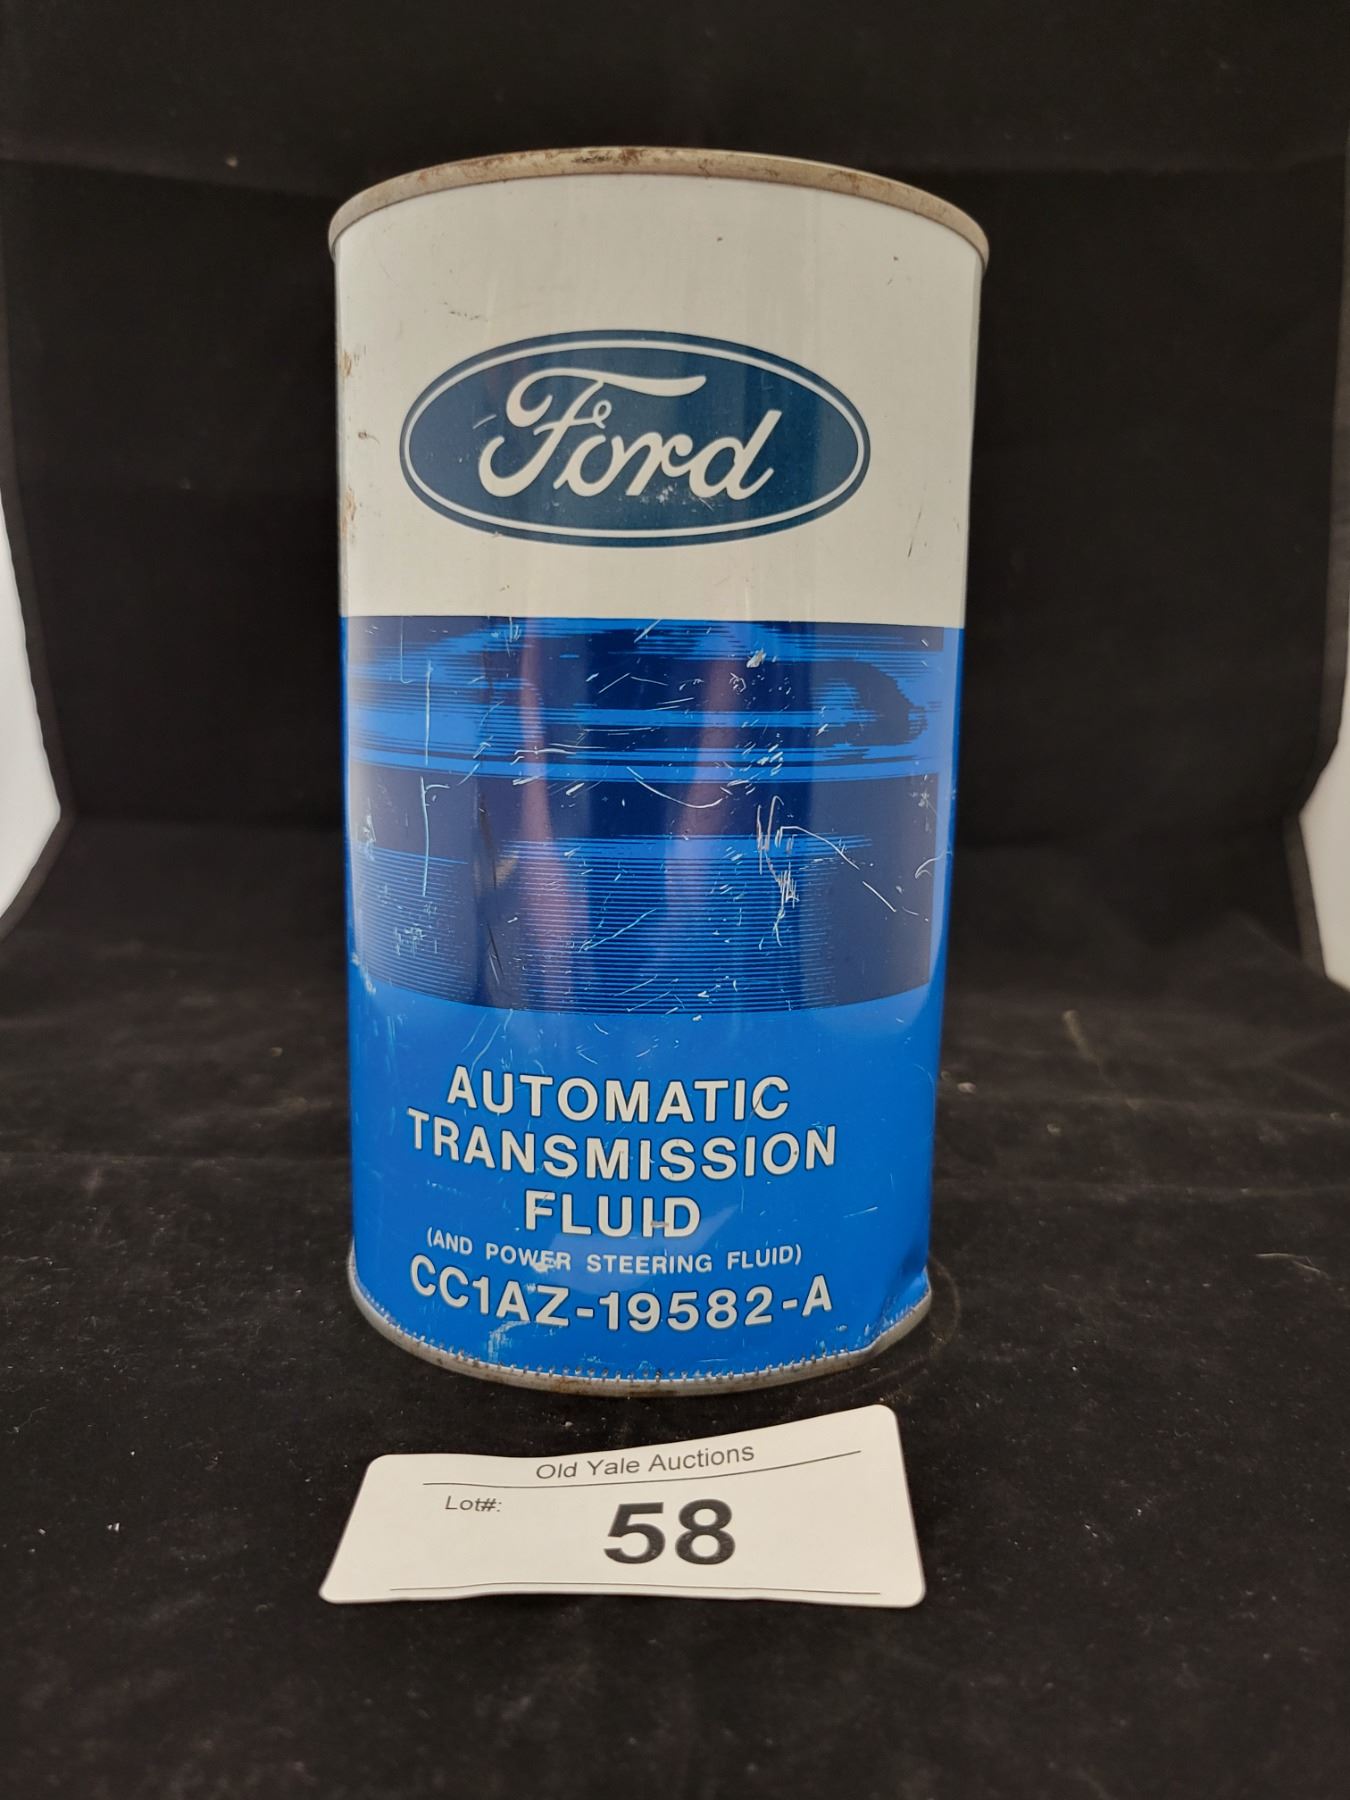 Ford
AUTOMATIC
TRANSMISSION
FLUID
(AND POWER STEERING FLUID)
CC1AZ-19582-A
Old Yale Auctions
Lot#:
58